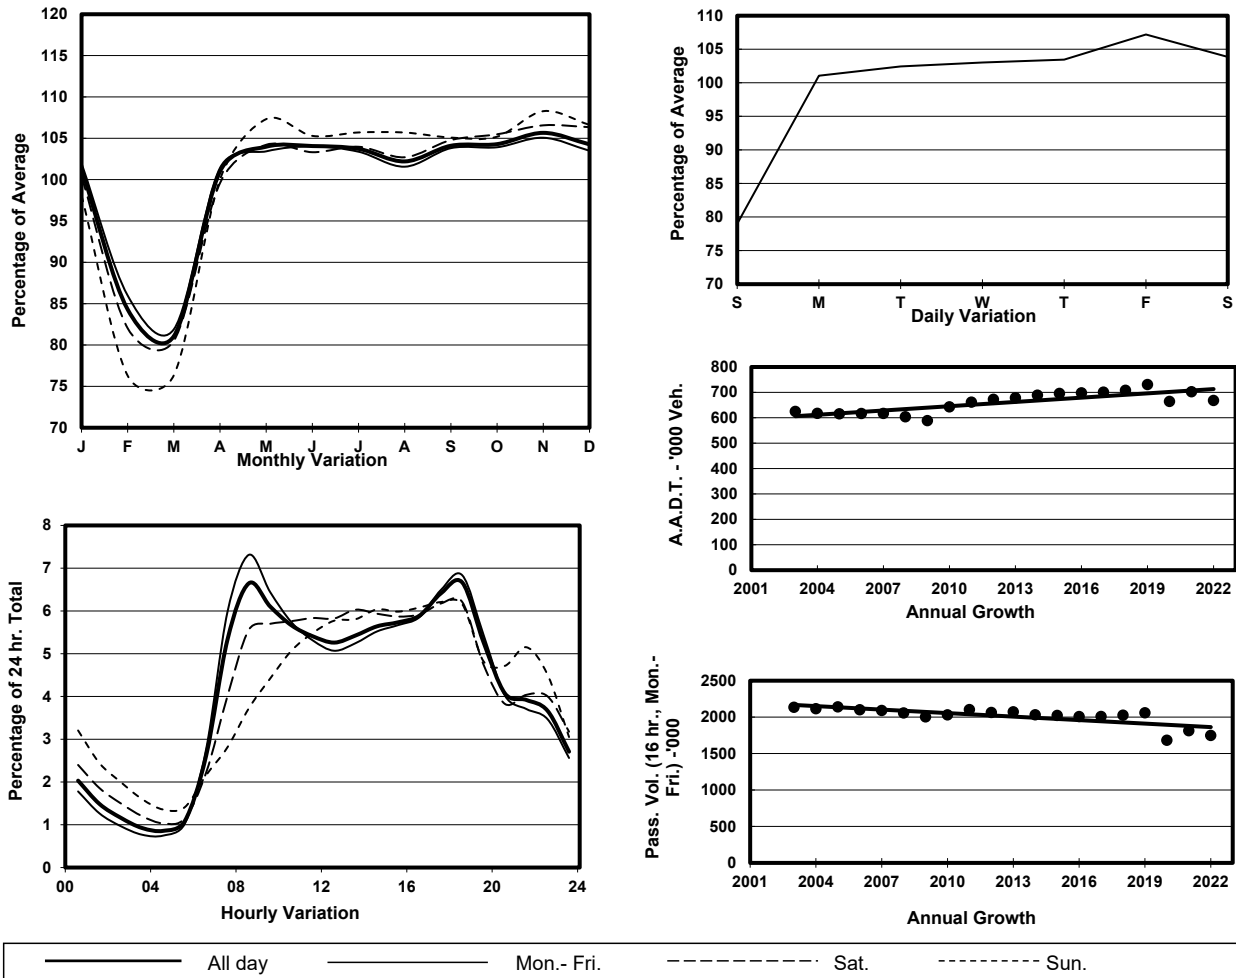 120
115
110
105
100
95
90
85
80
75
70
Percentage of Average
J F M A M J J A S O N D
Monthly Variation
110
105
100
95
90
85
80
75
70
Percentage of Average
S M T W T F S
Daily Variation
800
700
600
500
400
300
200
100
0
A.A.D.T. - '000 Veh.
2001 2004 2007 2010 2013 2016 2019 2022
Annual Growth
8
7
6
5
4
3
2
1
0
Percentage of 24 hr. Total
00 04 08 12 16 20 24
Hourly Variation
2500
2000
1500
1000
500
0
Pass. Vol. (16 hr., Mon.-
Fri.) -'000
2001 2004 2007 2010 2013 2016 2019 2022
Annual Growth
All day Mon.- Fri. Sat. Sun.